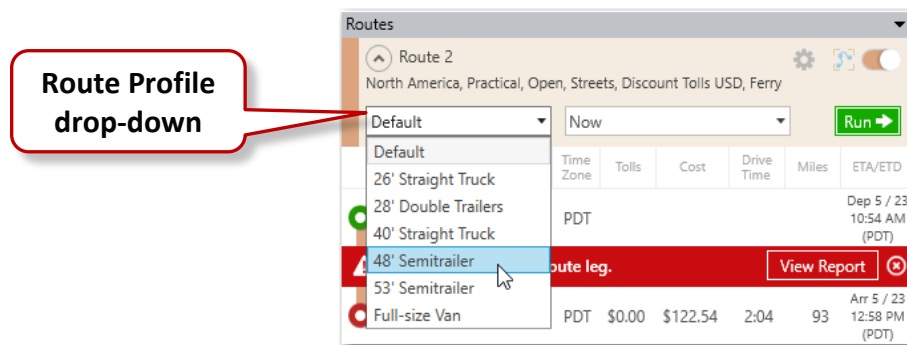 Routes
Route Profile
drop-down
Route 2
North America, Practical, Open, Streets, Discount Tolls USD, Ferry
Default
Now
Run
Default
26' Straight Truck
28' Double Trailers
40' Straight Truck
48' Semitrailer
53' Semitrailer
Full-size Van
Time
Zone
Tolls
Cost
Drive
Time
Miles
ETA/ETD
PDT
Dep 5 / 23
10:54 AM
(PDT)
oute leg.
View Report
PDT
$0.00
$122.54
2:04
93
Arr 5 / 23
12:58 PM
(PDT)